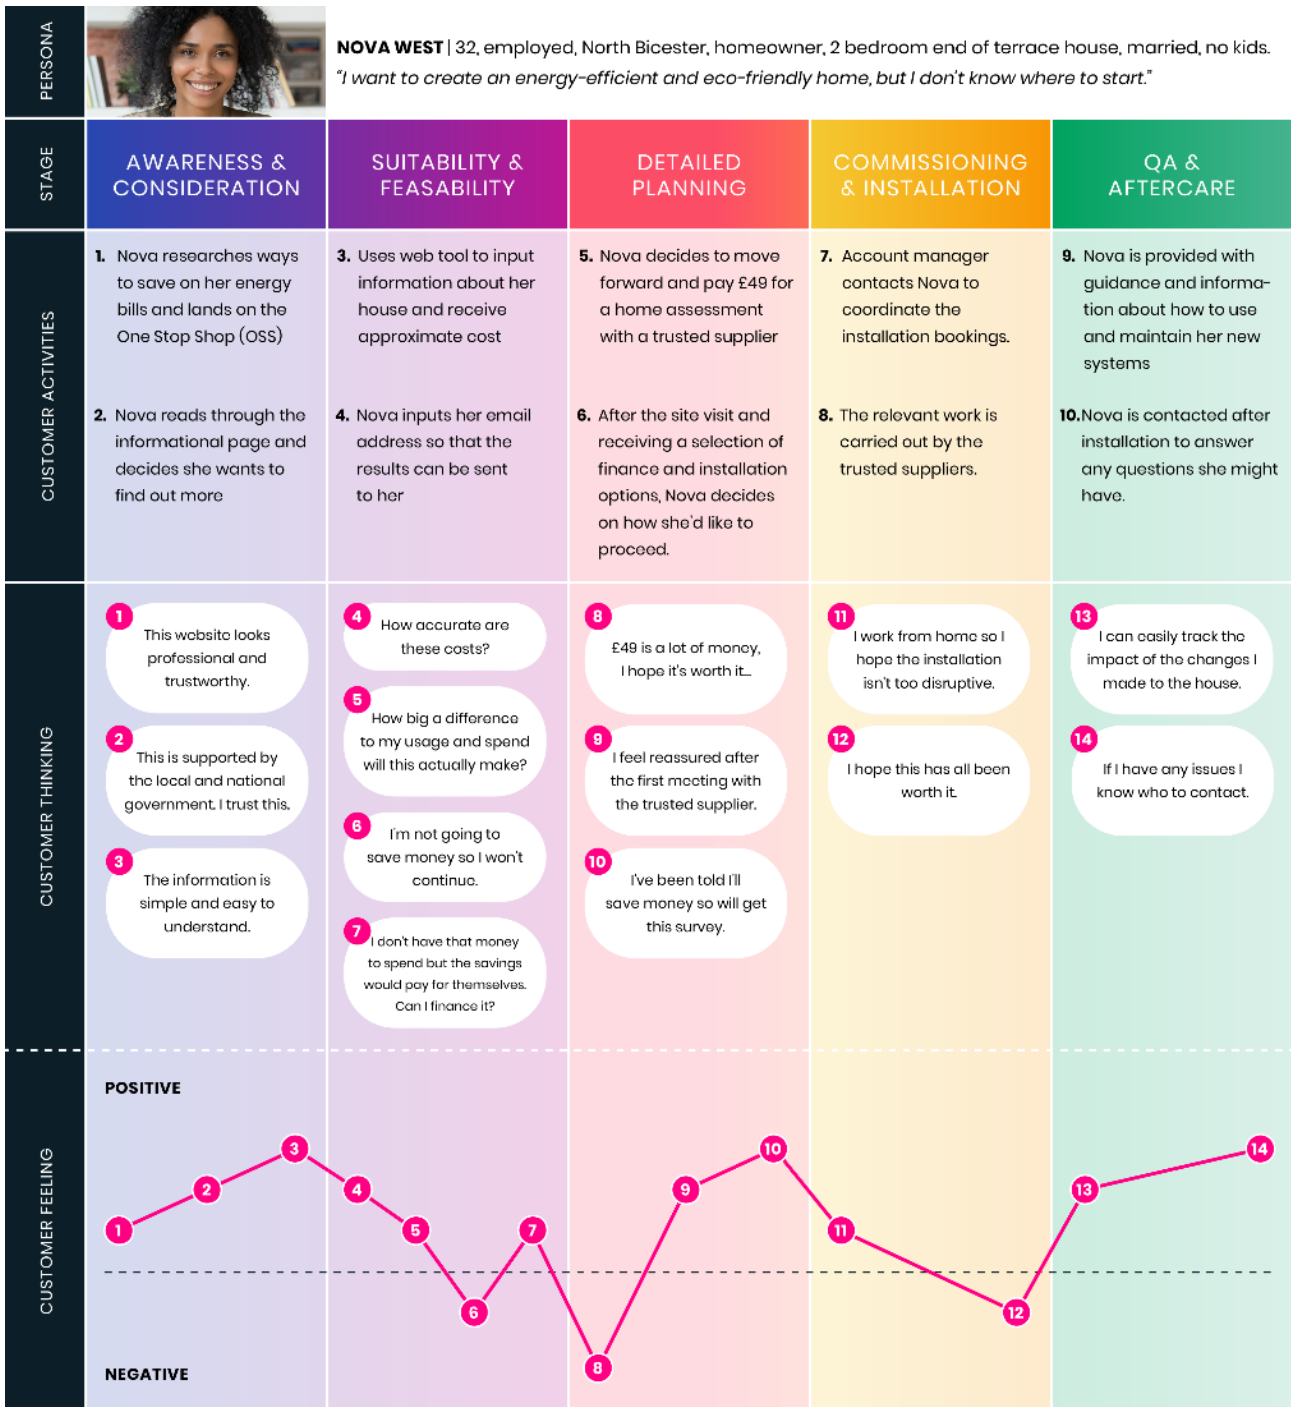 PERSONA
NOVA WEST | 32, employed, North Bicester, homeowner, 2 bedroom end of terrace house, married, no kids.
"I want to create an energy-efficient and eco-friendly home, but I don't know where to start."
STAGE
AWARENESS &
CONSIDERATION
SUITABILITY &
FEASABILITY
DETAILED
PLANNING
COMMISSIONING
& INSTALLATION
QA &
AFTERCARE
CUSTOMER ACTIVITIES
1. Nova researches ways
to save on her energy
bills and lands on the
One Stop Shop (OSS)
2. Nova reads through the
informational page and
decides she wants to
find out more
3. Uses web tool to input
information about her
house and receive
approximate cost
4. Nova inputs her email
address so that the
results can be sent
to her
5. Nova decides to move
forward and pay £49 for
a home assessment
with a trusted supplier
6. After the site visit and
receiving a selection of
finance and installation
options, Nova decides
on how she'd like to
proceed.
7. Account manager
contacts Nova to
coordinate the
installation bookings.
8. The relevant work is
carried out by the
trusted suppliers.
9. Nova is provided with
guidance and informa-
tion about how to use
and maintain her new
systems
10. Nova is contacted after
installation to answer
any questions she might
have.
CUSTOMER THINKING
1
This website looks
professional and
trustworthy.
2
This is supported by
the local and national
government. I trust this.
3
The information is
simple and easy to
understand.
4
How accurate are
these costs?
5
How big a difference
to my usage and spend
will this actually make?
6
I'm not going to
save money so I won't
continue.
7
I don't have that money
to spend but the savings
would pay for themselves.
Can I finance it?
8
£49 is a lot of money,
I hope it's worth it...
9
I feel reassured after
the first meeting with
the trusted supplier.
10
I've been told I'll
save money so will get
this survey.
11
I work from home so I
hope the installation
isn't too disruptive.
12
I hope this has all been
worth it.
13
I can easily track the
impact of the changes I
made to the house.
14
If I have any issues I
know who to contact.
CUSTOMER FEELING
POSITIVE
1
2
3
4
5
6
7
8
9
10
11
12
13
14
NEGATIVE